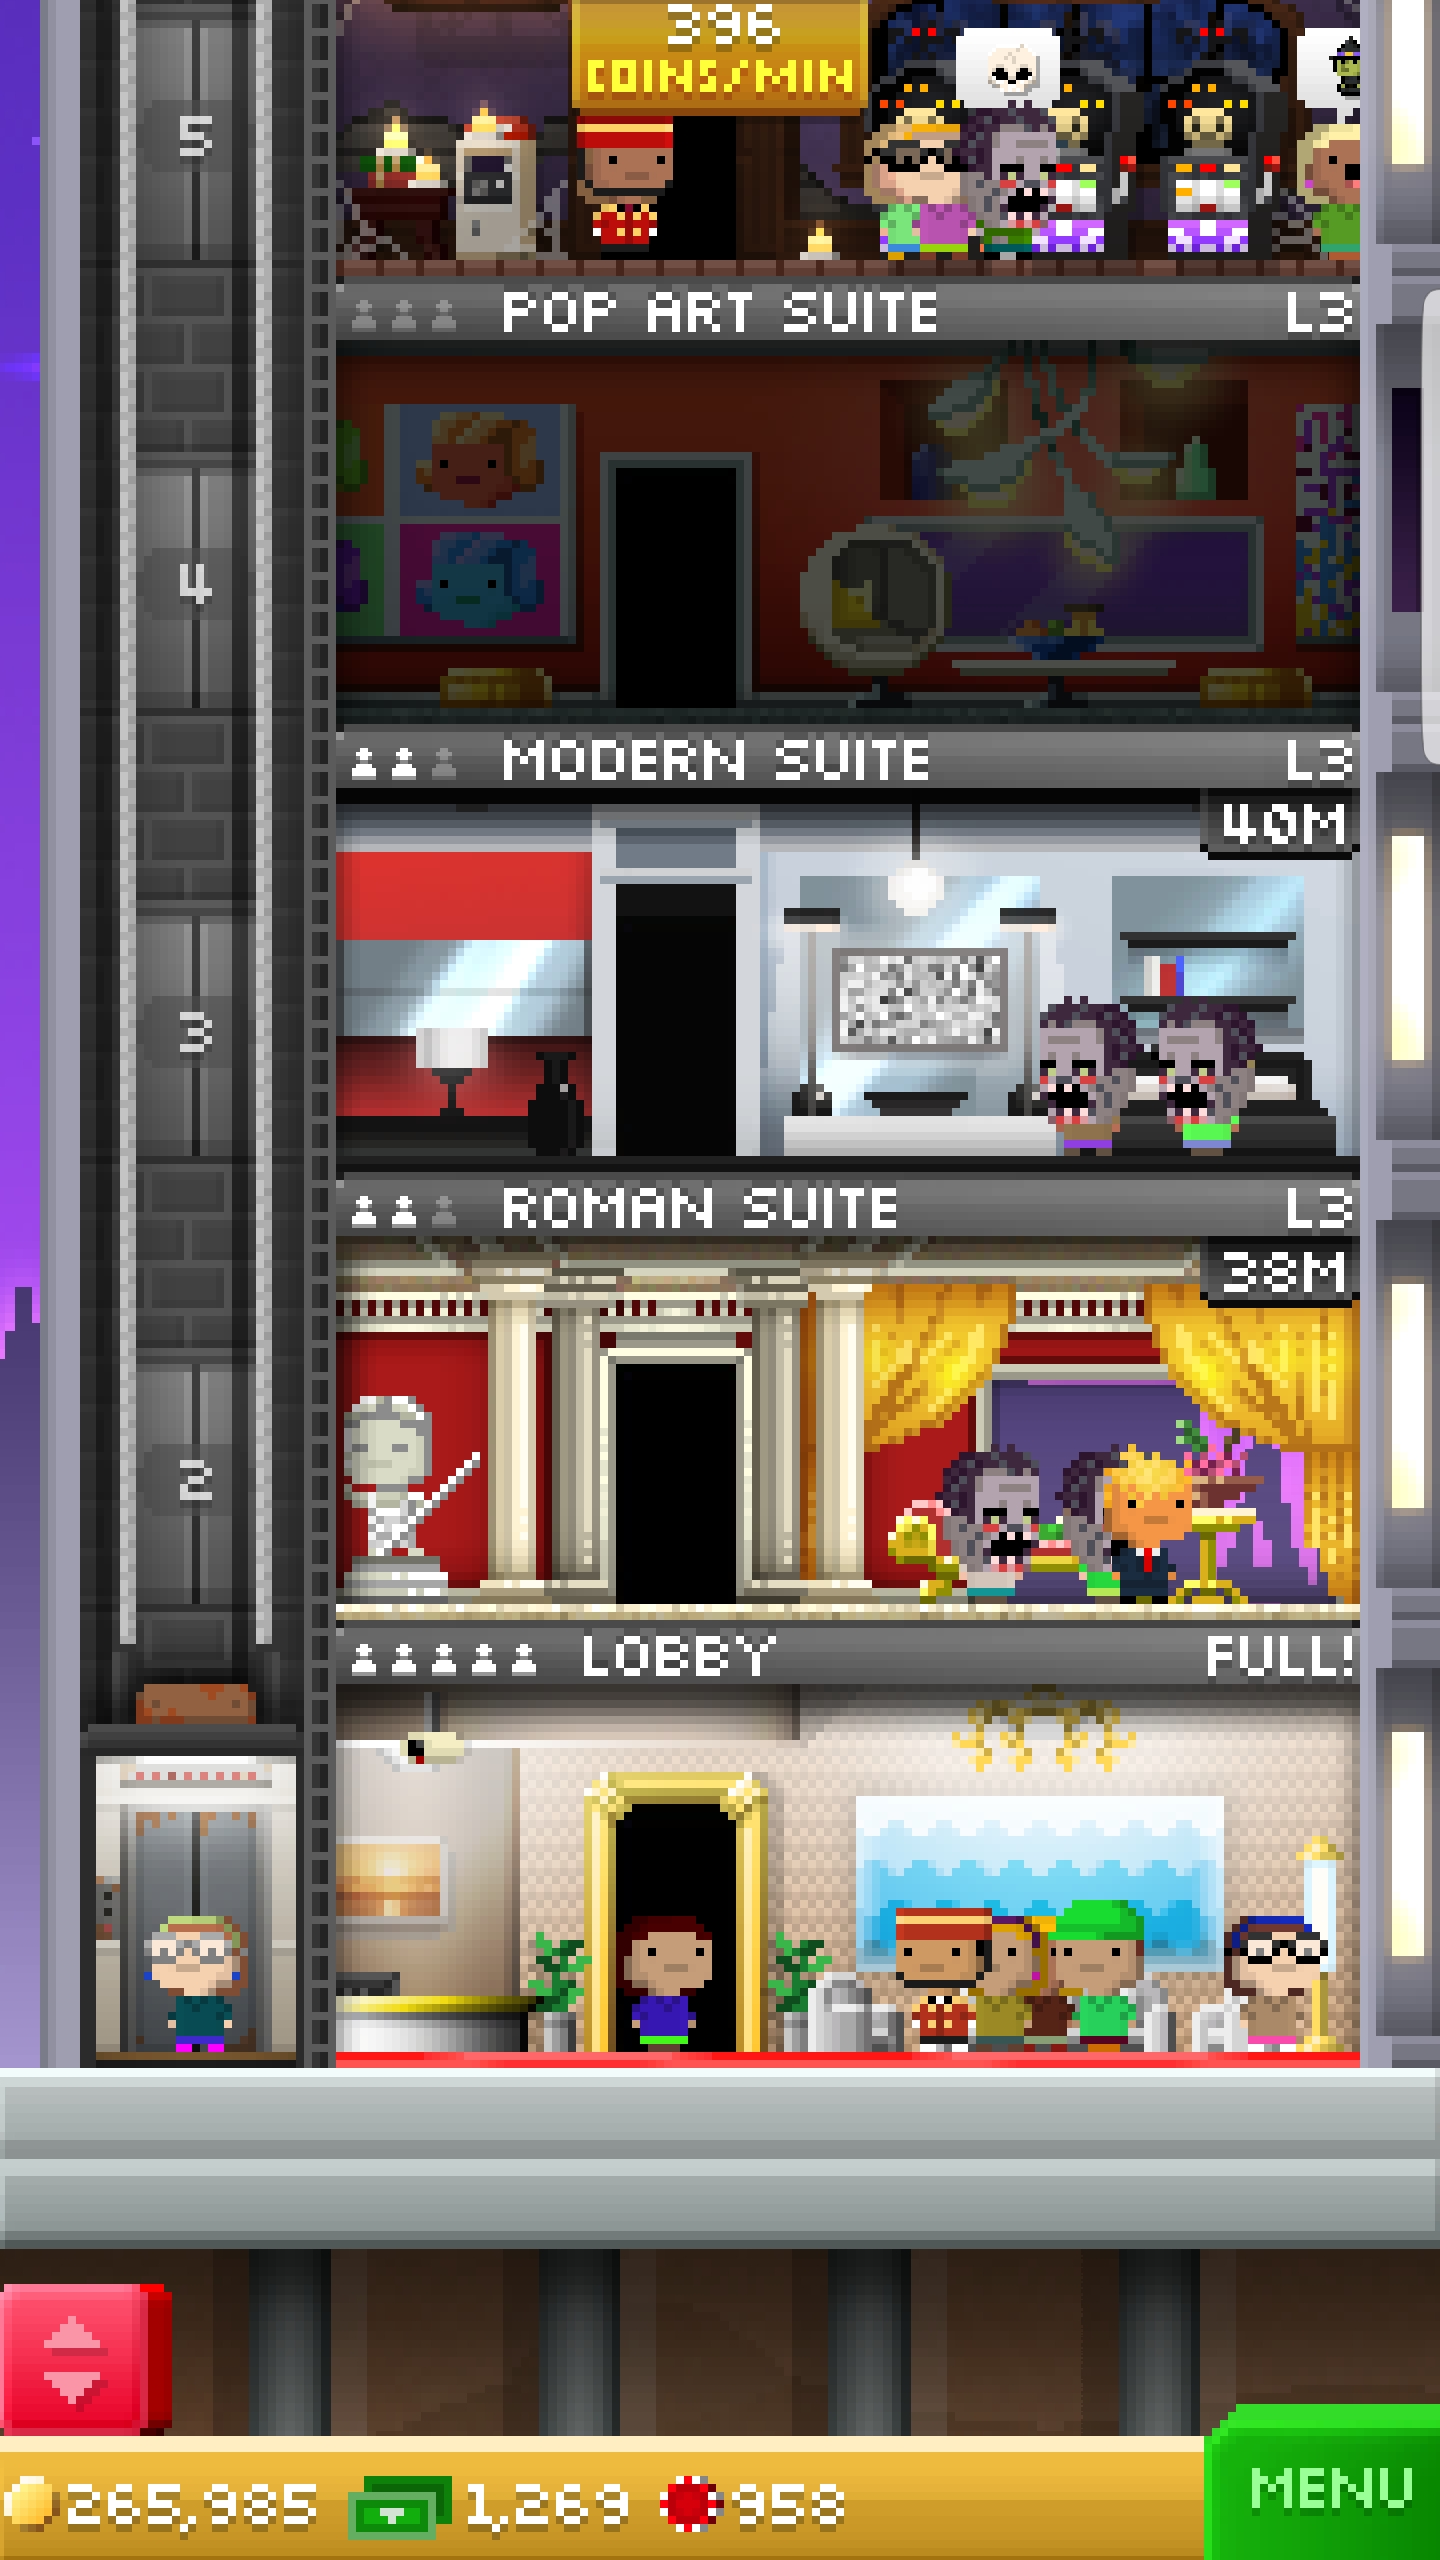 396
COINS/MIN
5
POP ART SUITE L3
4
MODERN SUITE L3
40M
3
ROMAN SUITE L3
38M
2
LOBBY FULL!
265,985 1,269 958
MENU